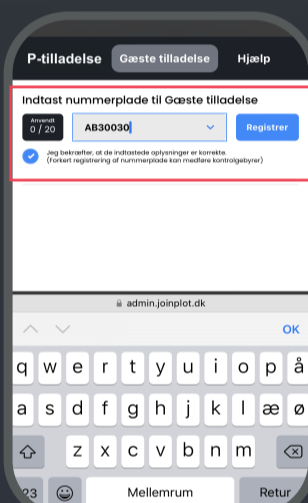 P-tilladelse Gæste tilladelse Hjælp
Indtast nummerplade til Gæste tilladelse
Anvendt
0 / 20
AB30030
Registrer
Jeg bekræfter, at de indtastede oplysninger er korrekte.
(Forkert registrering af nummerplade kan medføre kontrolgebyrer)
admin.joinplot.dk
OK
q w e r t y u i o p å
a s d f g h j k l æ ø
z x c v b n m
123 Mellemrum Retur